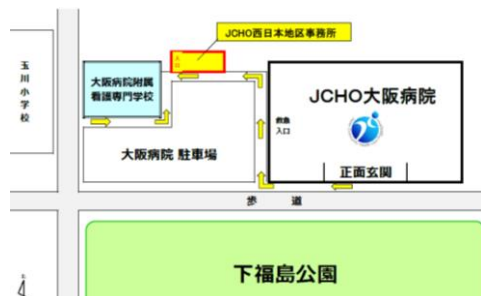 JCHO西日本地区事務所
入口
玉川小学校
大阪病院附属
看護専門学校
JCHO大阪病院
救急
入口
大阪病院 駐車場
正面玄関
歩 道
下福島公園